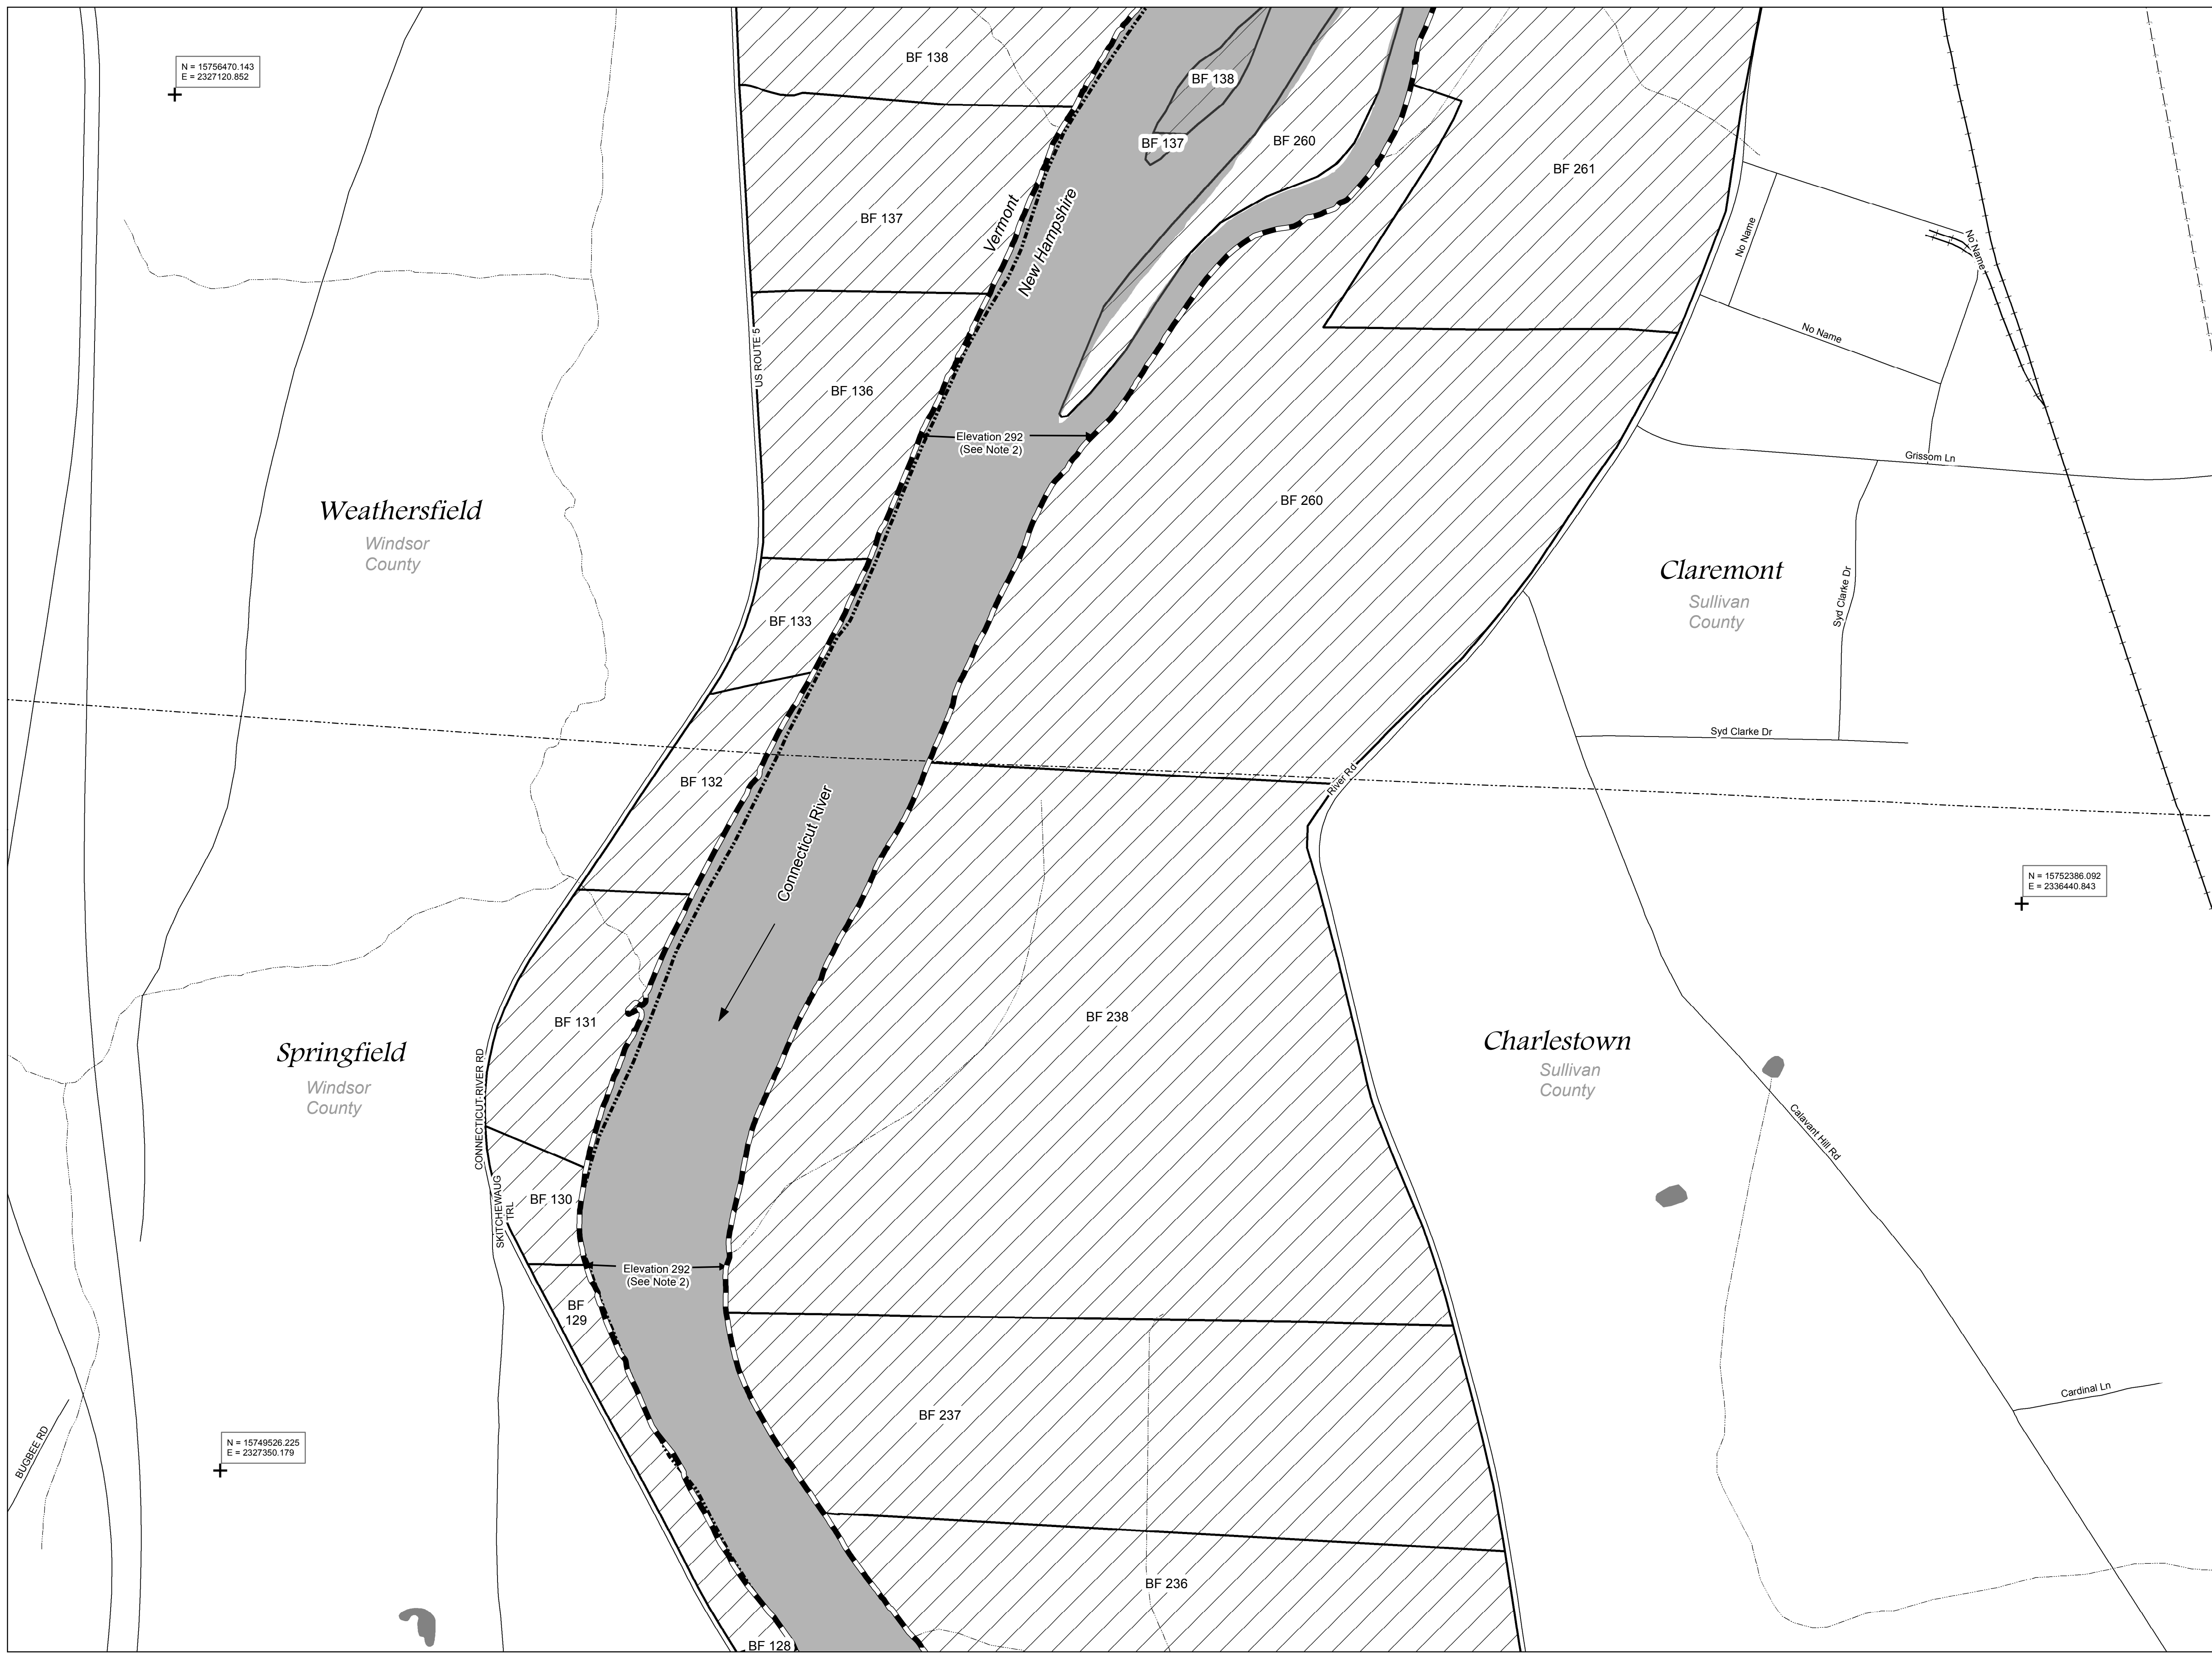 BF 138
N = 15756470.143
E = 2327120.852
BF 138
BF 137
BF 260
BF 261
BF 137
Vermont
New Hampshire
No Name
No Name
No Name
US ROUTE 5
BF 136
Elevation 292
(See Note 2)
Grissom Ln
Weathersfield
Windsor
County
BF 260
Claremont
Sullivan
County
Syd Clarke Dr
BF 133
Syd Clarke Dr
BF 132
River Rd
Connecticut River
N = 15752386.092
E = 2336440.843
BF 131
BF 238
Springfield
Windsor
County
Charlestown
Sullivan
County
CONNECTICUT RIVER RD
Calavant Hill Rd
SKITCHEWAUG
TRL
BF 130
Elevation 292
(See Note 2)
BF
129
Cardinal Ln
BF 237
BUGBEE RD
N = 15749526.225
E = 2327350.179
BF 236
BF 128